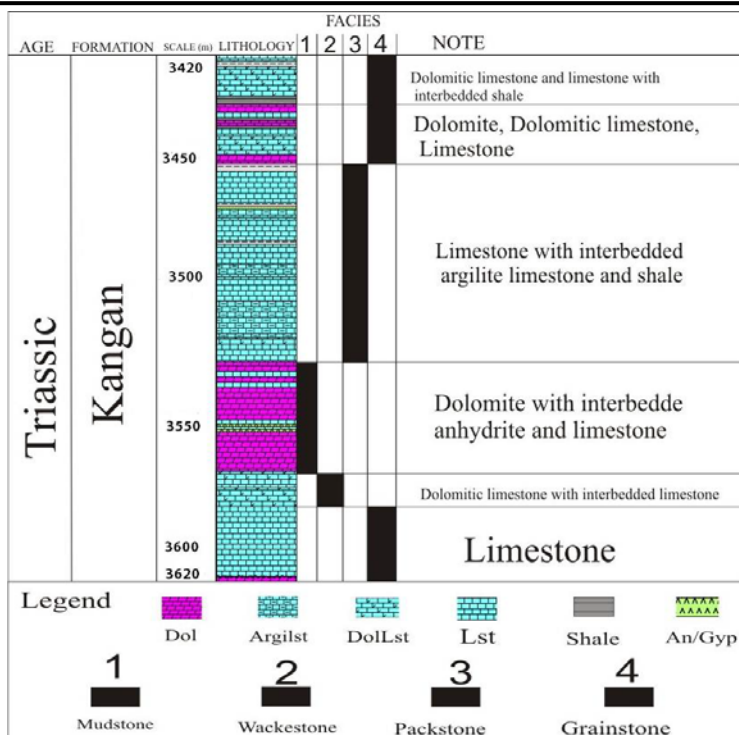 FACIES
AGE FORMATION SCALE (m) LITHOLOGY 1 2 3 4 NOTE
3420
Dolomitic limestone and limestone with
interbedded shale
Dolomite, Dolomitic limestone,
Limestone
3450
Limestone with interbedded
argilite limestone and shale
3500
Triassic
Kangan
Dolomite with interbedde
anhydrite and limestone
3550
Dolomitic limestone with interbedded limestone
3600
Limestone
3620
Legend
Dol Argilst DolLst Lst Shale An/Gyp
1 2 3 4
Mudstone Wackestone Packstone Grainstone